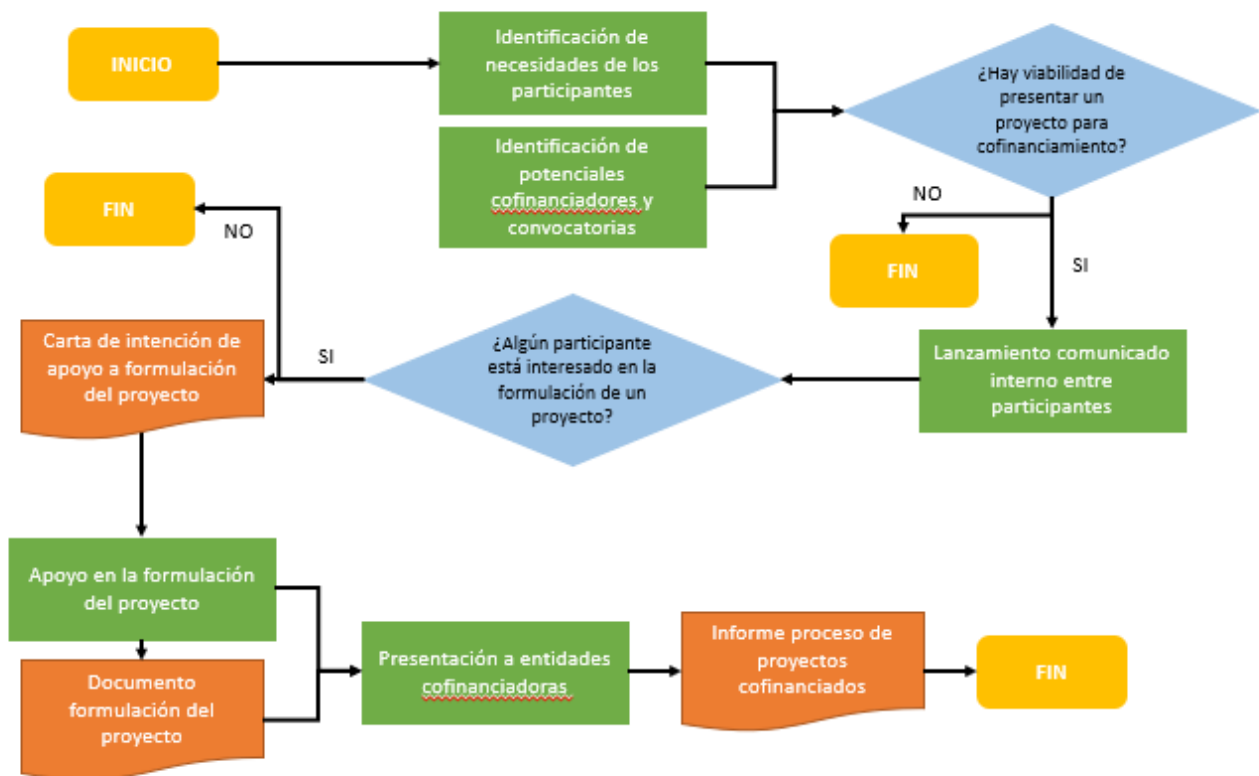 INICIO
Identificación de
necesidades de los
participantes
Identificación de
potenciales
cofinanciadores y
convocatorias
¿Hay viabilidad de
presentar un
proyecto para
cofinanciamiento?
NO
FIN
SI
FIN
NO
Lanzamiento comunicado
interno entre
participantes
¿Algún participante
está interesado en la
formulación de un
proyecto?
SI
Carta de intención de
apoyo a formulación
del proyecto
Apoyo en la formulación
del proyecto
Documento
formulación del
proyecto
Presentación a entidades
cofinanciadoras
Informe proceso de
proyectos
cofinanciados
FIN